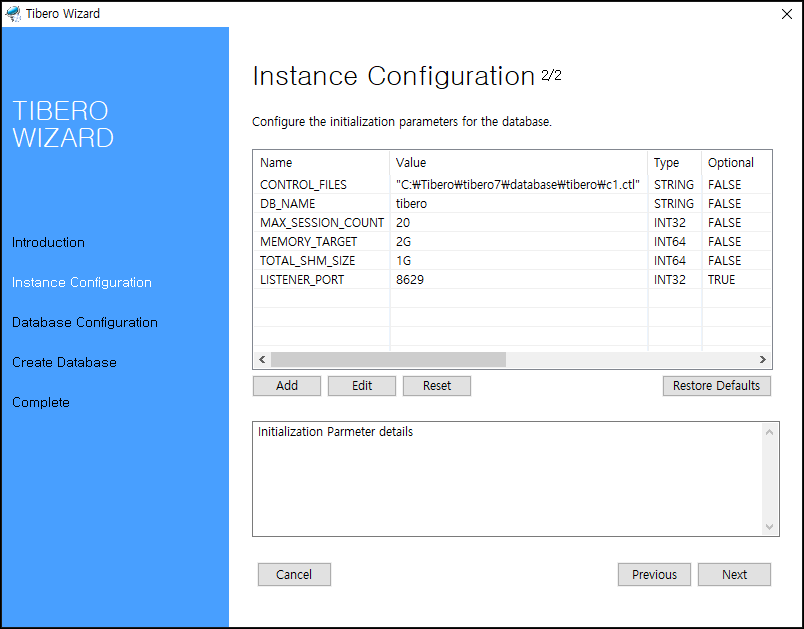 Tibero Wizard
TIBERO
WIZARD
Introduction
Instance Configuration
Database Configuration
Create Database
Complete
Instance Configuration 2/2
Configure the initialization parameters for the database.
Name Value Type Optional
CONTROL_FILES "C:₩Tibero₩tibero7₩database₩tibero₩c1.ctl" STRING FALSE
DB_NAME tibero STRING FALSE
MAX_SESSION_COUNT 20 INT32 FALSE
MEMORY_TARGET 2G INT64 FALSE
TOTAL_SHM_SIZE 1G INT64 FALSE
LISTENER_PORT 8629 INT32 TRUE
Add Edit Reset Restore Defaults
Initialization Parmeter details
Cancel Previous Next